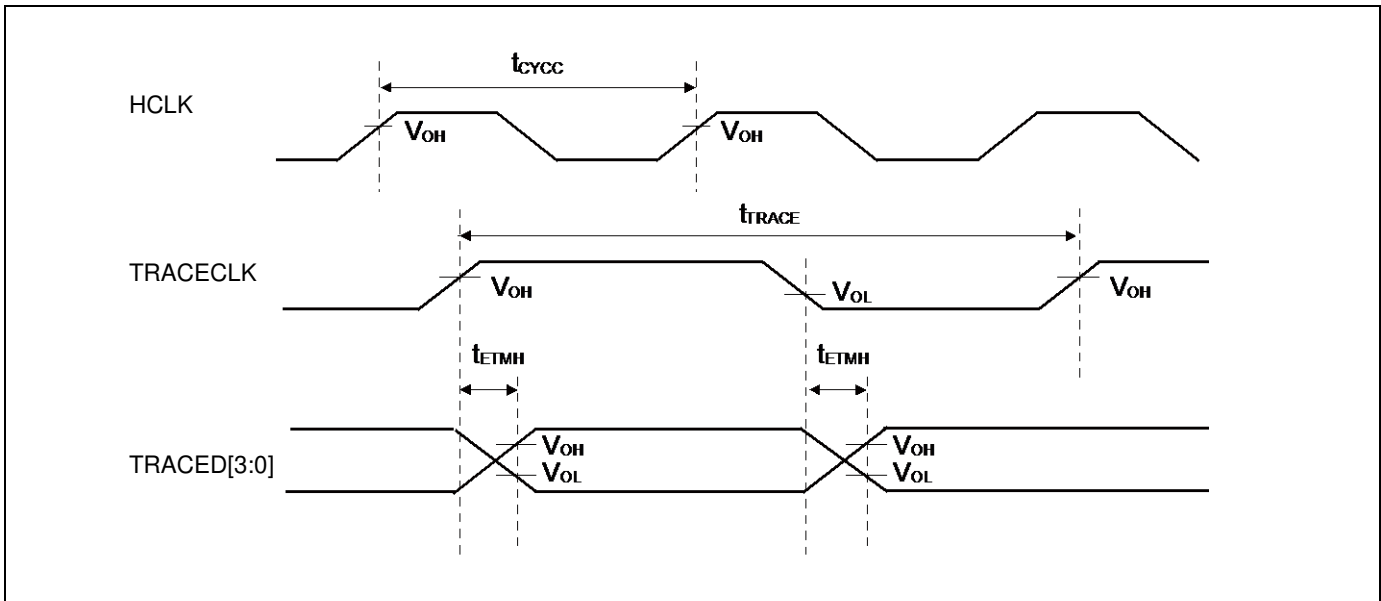 tCYCC
HCLK
VOH VOH
tTRACE
TRACECLK
VOH VOL VOH
tETMH tETMH
VOH VOH
TRACED[3:0]
VOL VOL